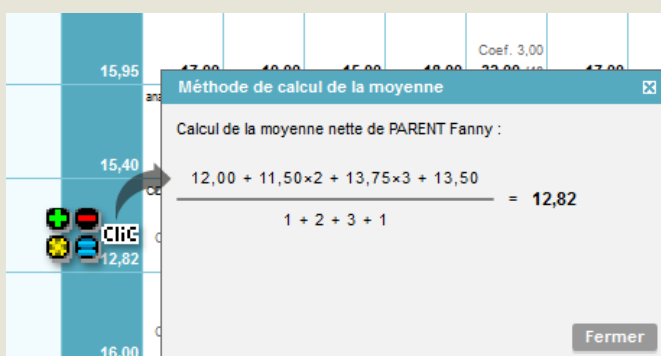 Coef. 3,00
15,95
Méthode de calcul de la moyenne
Calcul de la moyenne nette de PARENT Fanny :
15,40
12,00 + 11,50×2 + 13,75×3 + 13,50
1 + 2 + 3 + 1
= 12,82
clic
12,82
Fermer
16,00